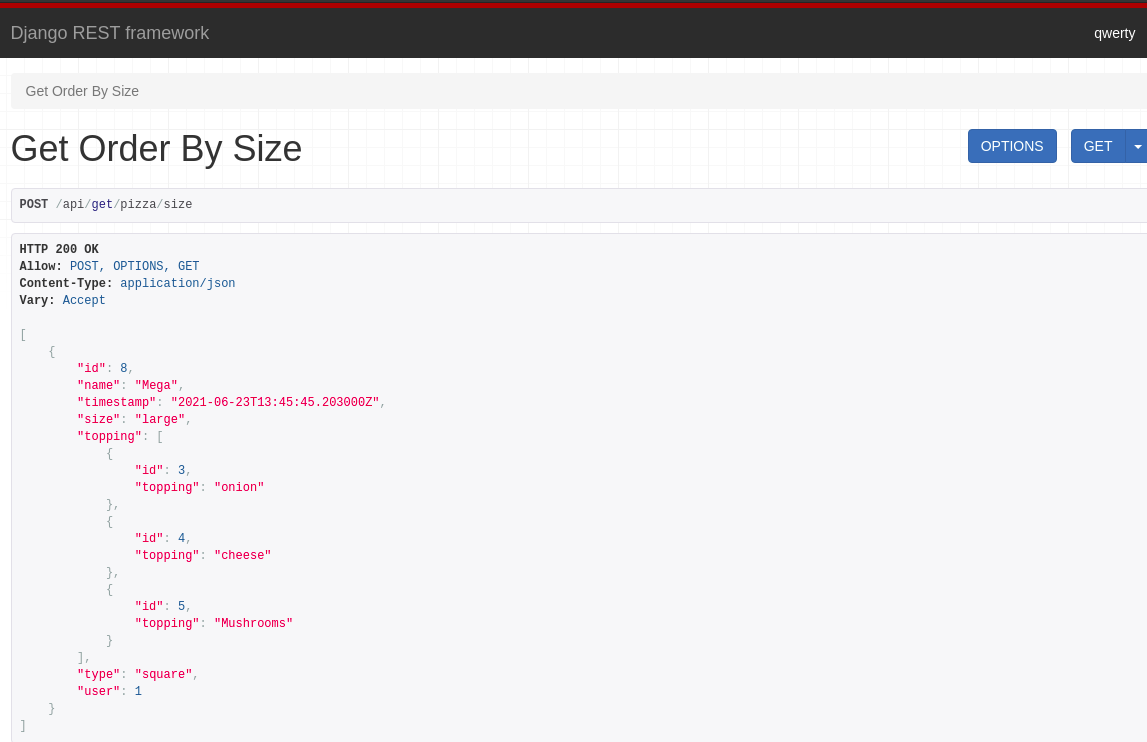 Django REST framework
qwerty
Get Order By Size
Get Order By Size
OPTIONS
GET
POST /api/get/pizza/size
HTTP 200 OK
Allow: POST, OPTIONS, GET
Content-Type: application/json
Vary: Accept
[
    {
        "id": 8,
        "name": "Mega",
        "timestamp": "2021-06-23T13:45:45.203000Z",
        "size": "large",
        "topping": [
            {
                "id": 3,
                "topping": "onion"
            },
            {
                "id": 4,
                "topping": "cheese"
            },
            {
                "id": 5,
                "topping": "Mushrooms"
            }
        ],
        "type": "square",
        "user": 1
    }
]